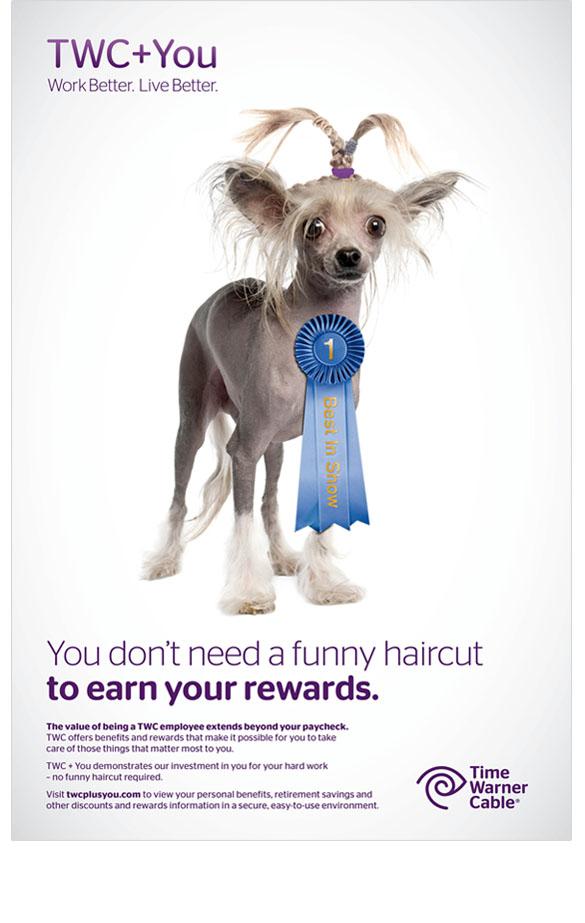 TWC+You
Work Better. Live Better.
1
Best in Show
You don't need a funny haircut
to earn your rewards.
The value of being a TWC employee extends beyond your paycheck.
TWC offers benefits and rewards that make it possible for you to take
care of those things that matter most to you.
TWC + You demonstrates our investment in you for your hard work
– no funny haircut required.
Visit twcplusyou.com to view your personal benefits, retirement savings and
other discounts and rewards information in a secure, easy-to-use environment.
Time
Warner
Cable®